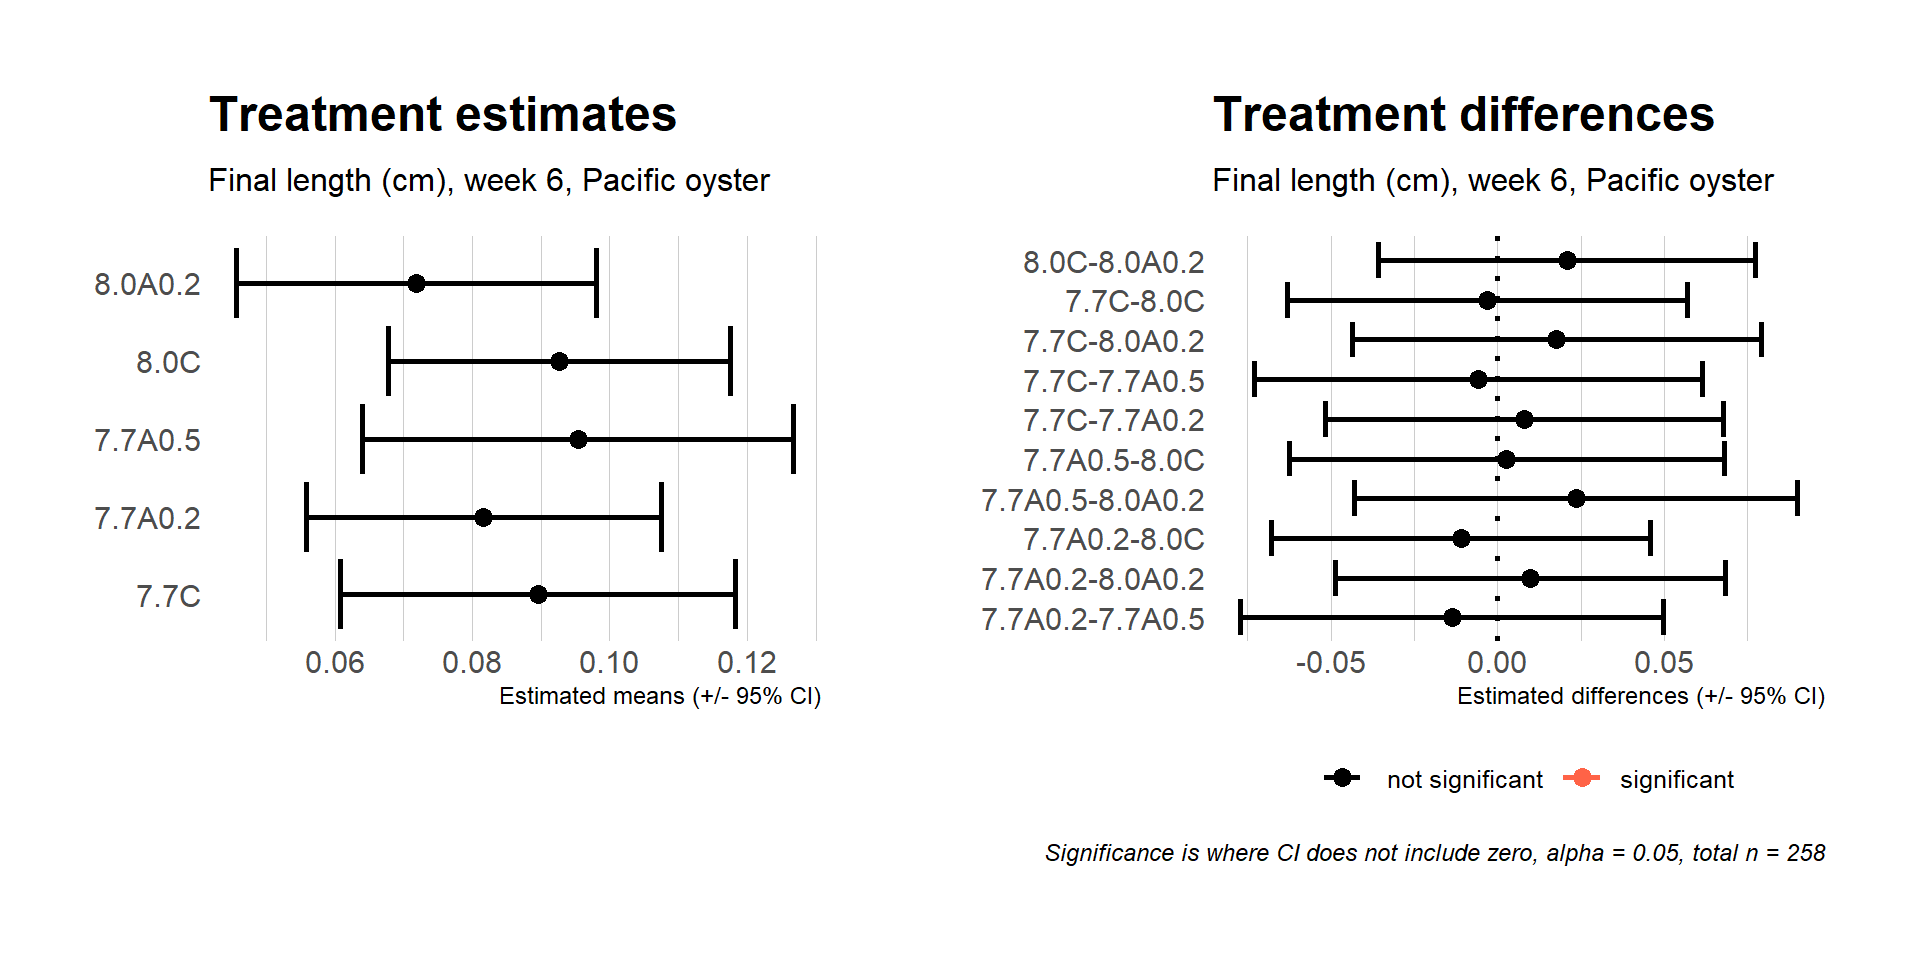 Treatment estimates
Final length (cm), week 6, Pacific oyster
8.0A0.2
8.0C
7.7A0.5
7.7A0.2
7.7C
0.06 0.08 0.10 0.12
Estimated means (+/- 95% CI)
Treatment differences
Final length (cm), week 6, Pacific oyster
8.0C-8.0A0.2
7.7C-8.0C
7.7C-8.0A0.2
7.7C-7.7A0.5
7.7C-7.7A0.2
7.7A0.5-8.0C
7.7A0.5-8.0A0.2
7.7A0.2-8.0C
7.7A0.2-8.0A0.2
7.7A0.2-7.7A0.5
-0.05 0.00 0.05
Estimated differences (+/- 95% CI)
not significant significant
Significance is where CI does not include zero, alpha = 0.05, total n = 258